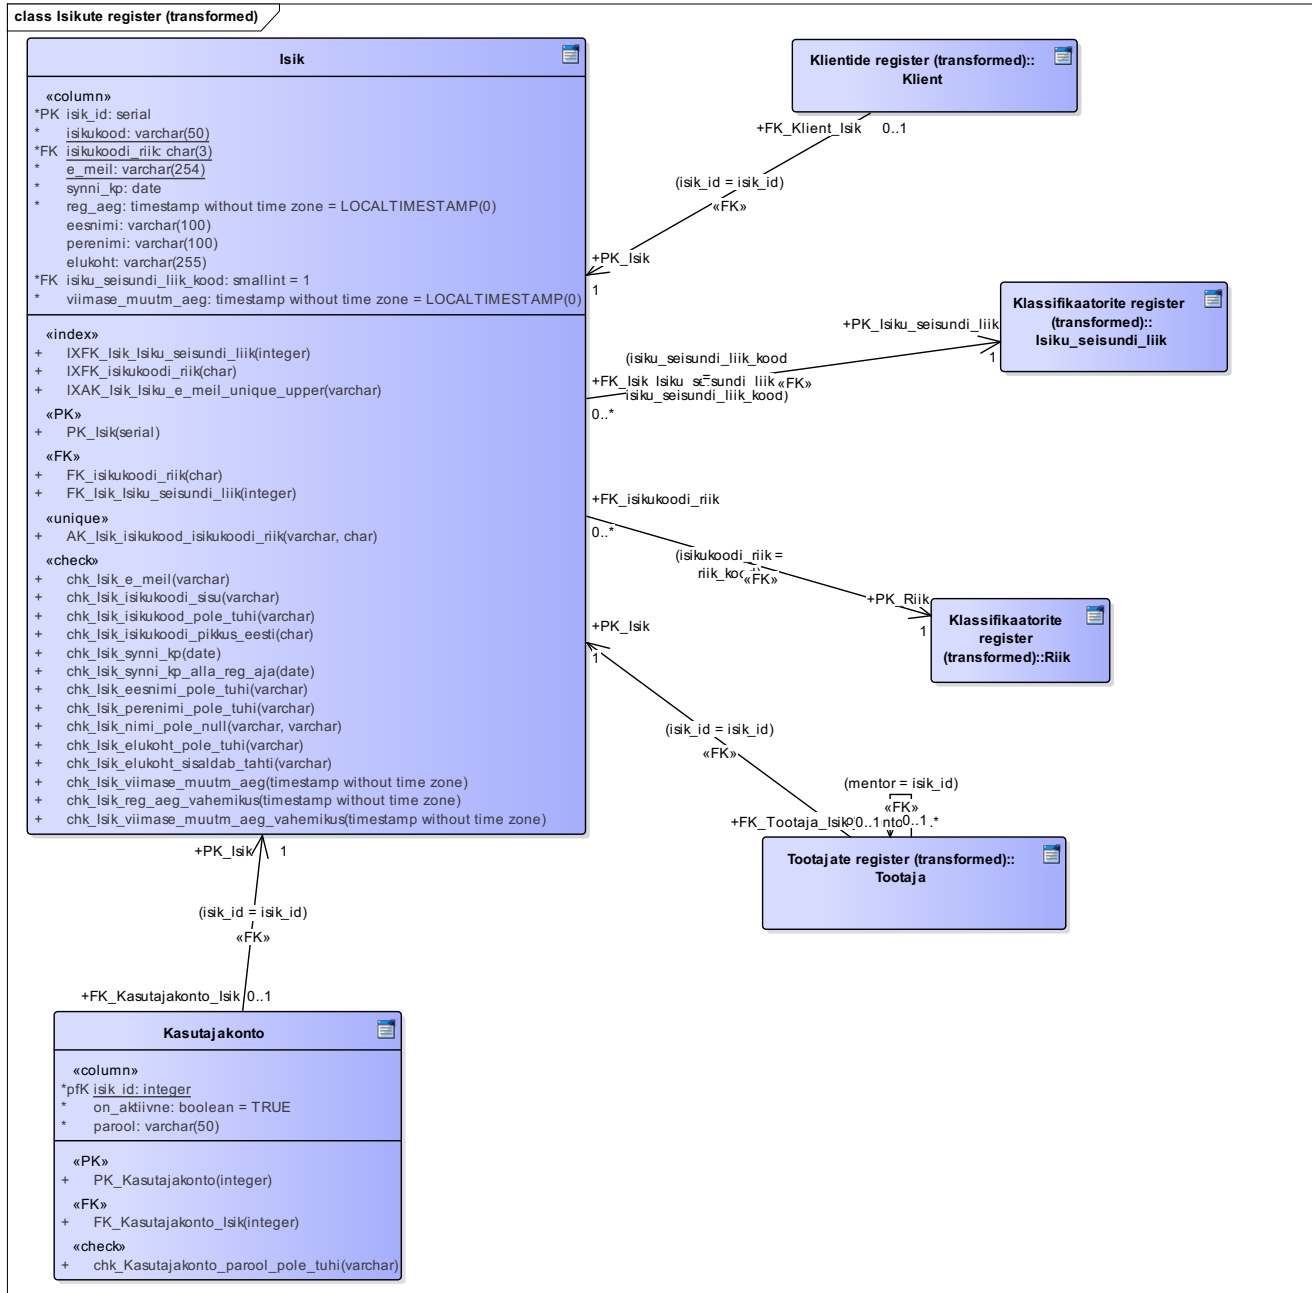 class Isikute register (transformed)
Isik
«column»
*PK isik_id: serial
* isikukood: varchar(50)
*FK isikukoodi_riik: char(3)
* e_meil: varchar(254)
* synni_kp: date
* reg_aeg: timestamp without time zone = LOCALTIMESTAMP(0)
eesnimi: varchar(100)
perenimi: varchar(100)
elukoht: varchar(255)
*FK isiku_seisundi_liik_kood: smallint = 1
* viimase_muutm_aeg: timestamp without time zone = LOCALTIMESTAMP(0)
«index»
+ IXFK_Isik_Isiku_seisundi_liik(integer)
+ IXFK_isikukoodi_riik(char)
+ IXAK_Isik_Isiku_e_meil_unique_upper(varchar)
«PK»
+ PK_Isik(serial)
«FK»
+ FK_isikukoodi_riik(char)
+ FK_Isik_Isiku_seisundi_liik(integer)
«unique»
+ AK_Isik_isikukood_isikukoodi_riik(varchar, char)
«check»
+ chk_Isik_e_meil(varchar)
+ chk_Isik_isikukoodi_sisu(varchar)
+ chk_Isik_isikukood_pole_tuhi(varchar)
+ chk_Isik_isikukoodi_pikkus_eesti(char)
+ chk_Isik_synni_kp(date)
+ chk_Isik_synni_kp_alla_reg_aja(date)
+ chk_Isik_eesnimi_pole_tuhi(varchar)
+ chk_Isik_perenimi_pole_tuhi(varchar)
+ chk_Isik_nimi_pole_null(varchar, varchar)
+ chk_Isik_elukoht_pole_tuhi(varchar)
+ chk_Isik_elukoht_sisaldab_tahti(varchar)
+ chk_Isik_viimase_muutm_aeg(timestamp without time zone)
+ chk_Isik_reg_aeg_vahemikus(timestamp without time zone)
+ chk_Isik_viimase_muutm_aeg_vahemikus(timestamp without time zone)
Klientide register (transformed)::
Klient
+FK_Klient_Isik 0..1
(isik_id = isik_id)
«FK»
+PK_Isik
1
Klassifikaatorite register
(transformed)::
Isiku_seisundi_liik
+PK_Isiku_seisundi_liik
1
(isiku_seisundi_liik_kood
=
isiku_seisundi_liik_kood)
«FK»
+FK_Isik_Isiku_seisundi_liik
0..*
+FK_isikukoodi_riik
0..*
(isikukoodi_riik =
riik_kood)
«FK»
+PK_Riik
1
Klassifikaatorite
register
(transformed)::Riik
+PK_Isik
1
(isik_id = isik_id)
«FK»
+FK_Tootaja_Isik 0..1
(mentor = isik_id)
«FK»
0..1
Tootajate register (transformed)::
Tootaja
+PK_Isik 1
(isik_id = isik_id)
«FK»
+FK_Kasutajakonto_Isik 0..1
Kasutajakonto
«column»
*pfK isik_id: integer
* on_aktiivne: boolean = TRUE
* parool: varchar(50)
«PK»
+ PK_Kasutajakonto(integer)
«FK»
+ FK_Kasutajakonto_Isik(integer)
«check»
+ chk_Kasutajakonto_parool_pole_tuhi(varchar)